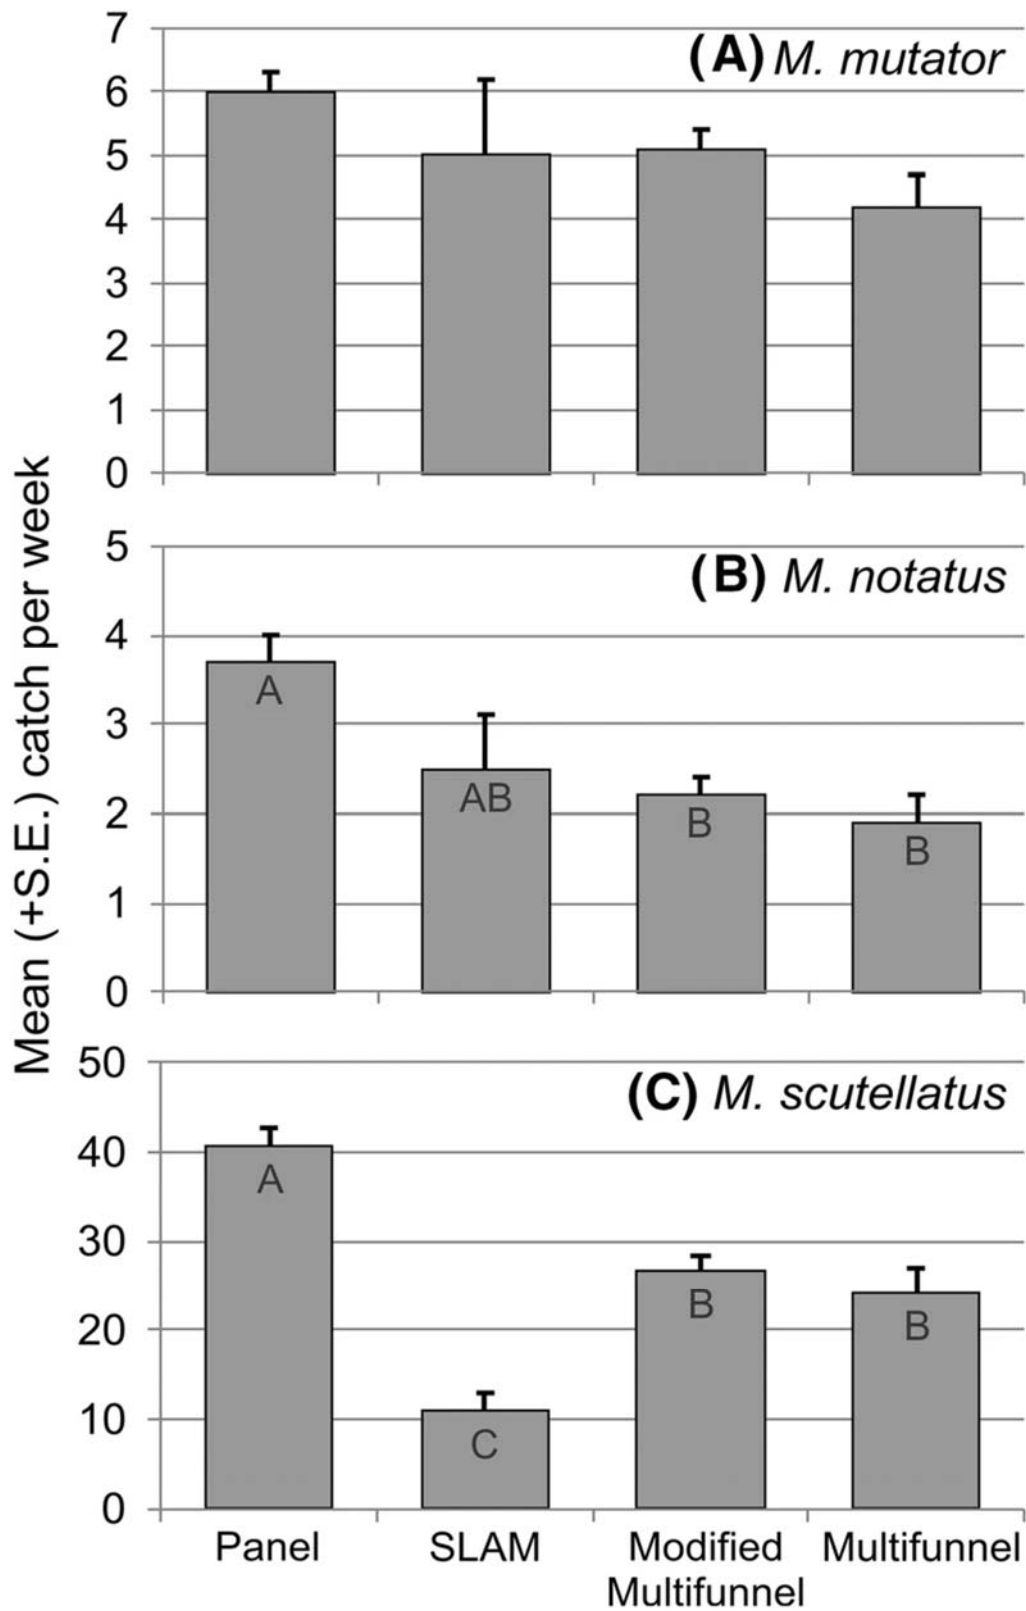 Mean (+S.E.) catch per week
7
(A) M. mutator
6
5
4
3
2
1
0
5
(B) M. notatus
4
A
3
AB
B
B
2
1
0
50
(C) M. scutellatus
40
A
30
B
B
20
10
C
0
Panel SLAM Modified Multifunnel
Multifunnel